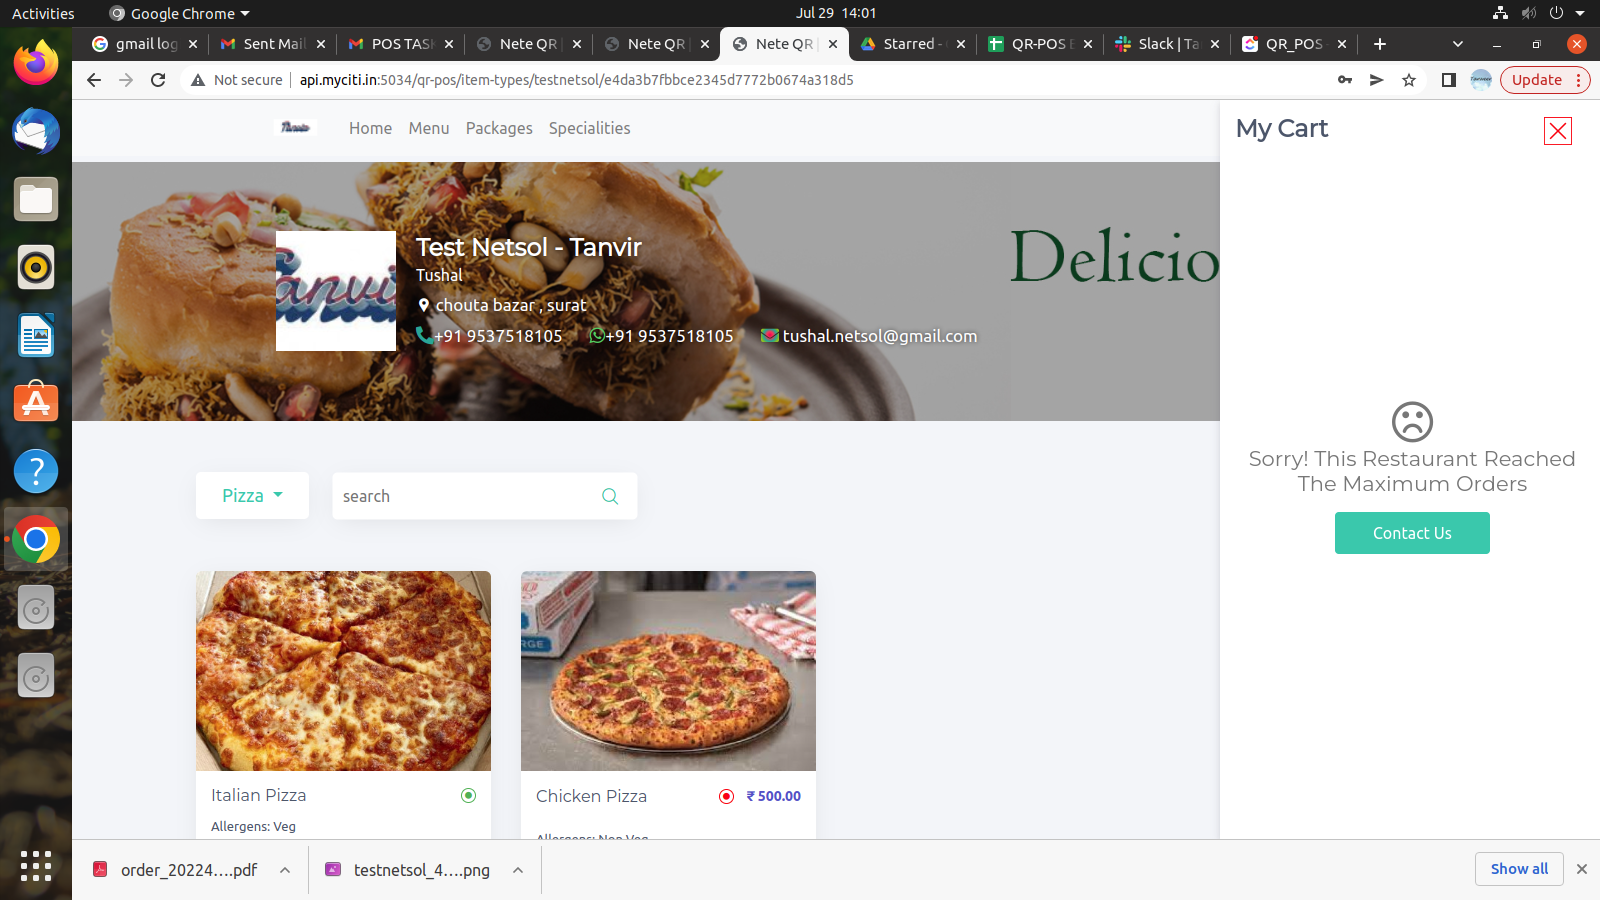 Activities Google Chrome Jul 29 14:01
gmail log Sent Mail POS TASK Nete QR | Nete QR | Nete QR | Starred - QR-POS E Slack | Ta QR_POS
Not secure api.myciti.in:5034/qr-pos/item-types/testnetsol/e4da3b7fbbce2345d7772b0674a318d5 Update
Home Menu Packages Specialities
My Cart
Test Netsol - Tanvir
Tushal
chouta bazar , surat
+91 9537518105 +91 9537518105 tushal.netsol@gmail.com
Delicio
Sorry! This Restaurant Reached
The Maximum Orders
Contact Us
Pizza search
Italian Pizza
Allergens: Veg
Chicken Pizza ₹ 500.00
Allergens: Non Veg
order_20224....pdf testnetsol_4....png Show all